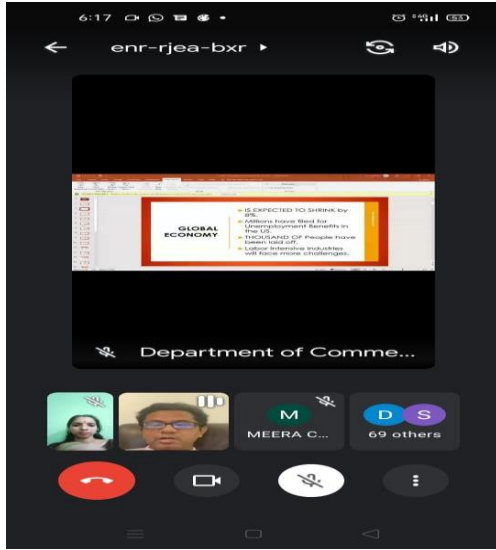 6:17
53
enr-rjea-bxr
GLOBAL
ECONOMY
IS EXPECTED TO SHRINK by
8%.
Millions have filed for
Unemployment Benefits in
the US.
THOUSAND OF People have
been laid off.
Labor Intensive Industries
will face more challenges.
Department of Comme...
M
MEERA C...
D S
69 others